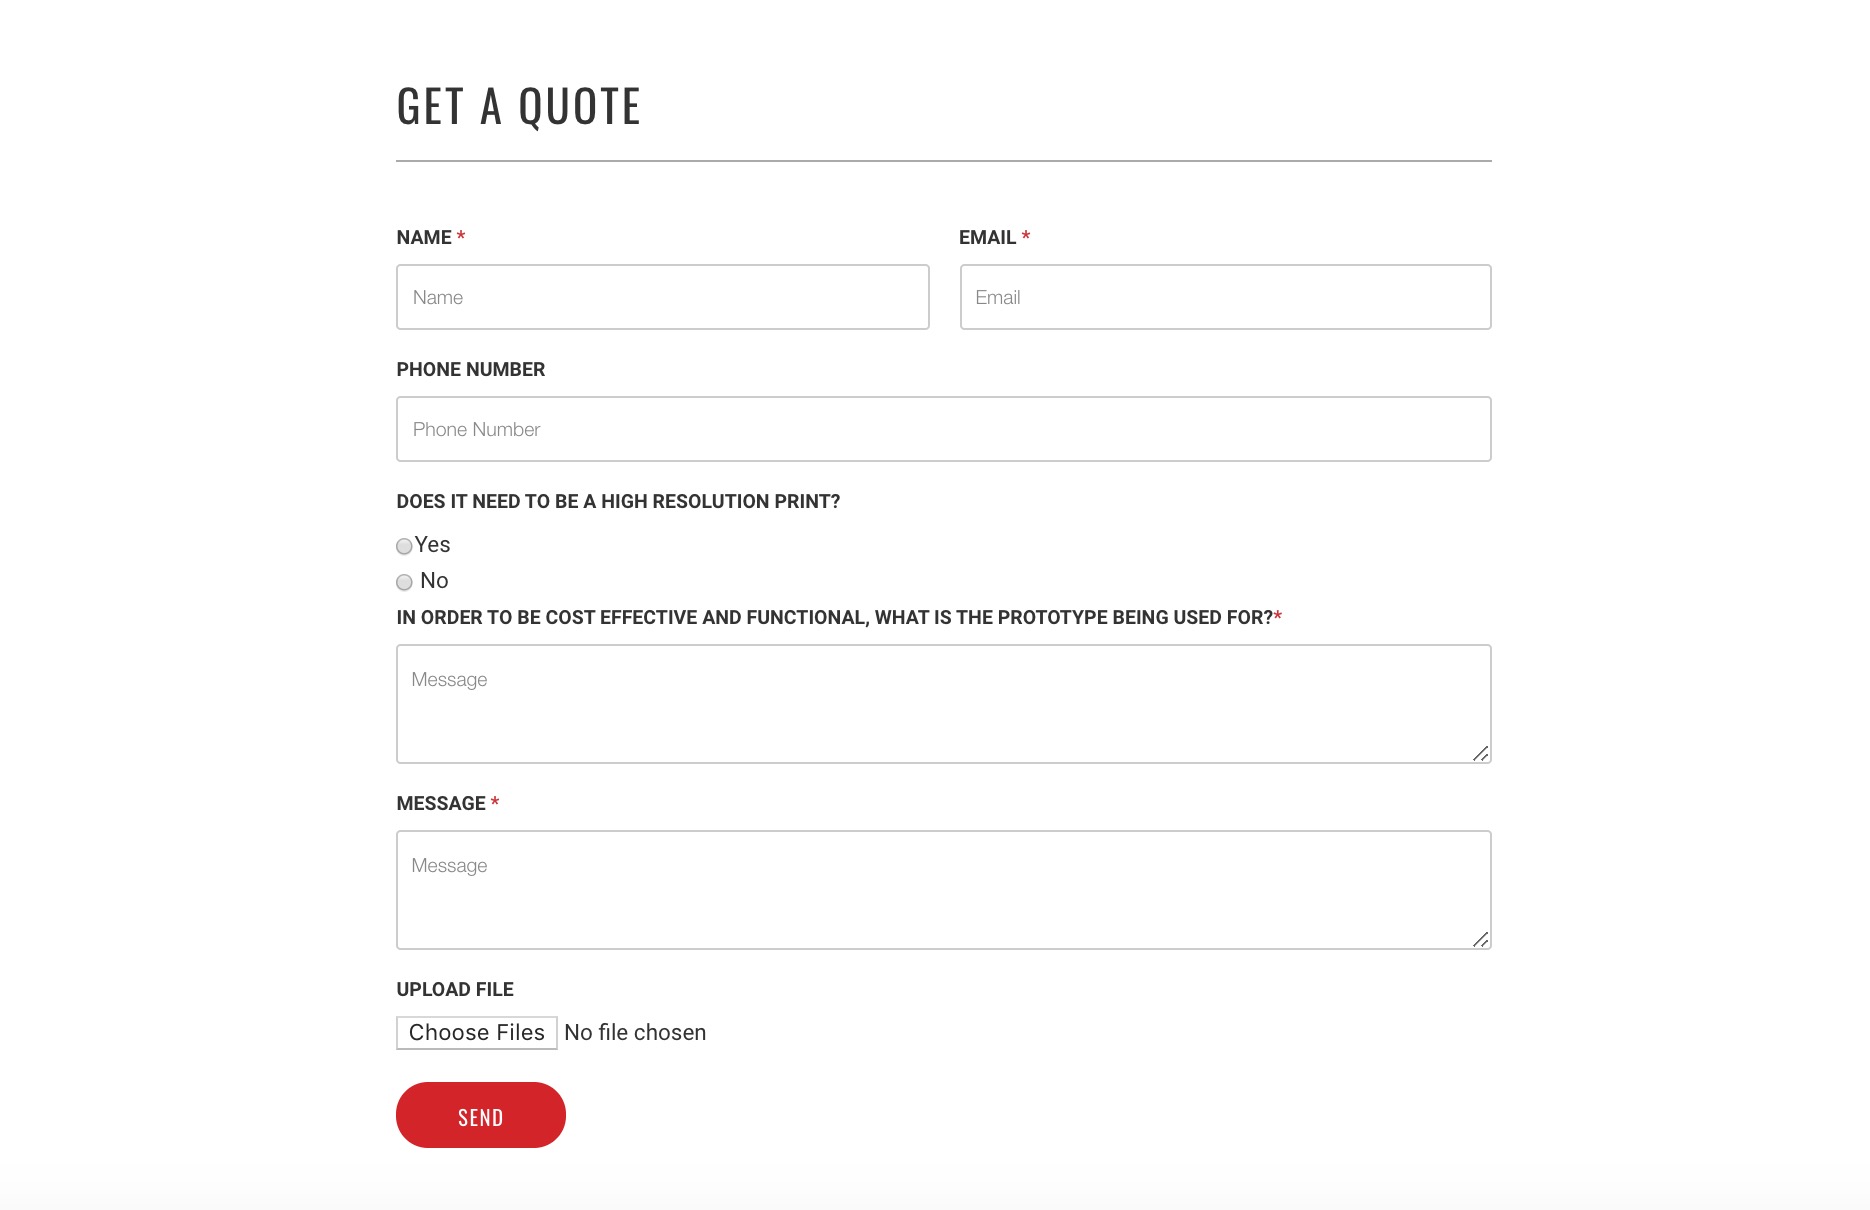 GET A QUOTE
NAME *
EMAIL *
Name
Email
PHONE NUMBER
Phone Number
DOES IT NEED TO BE A HIGH RESOLUTION PRINT?
Yes
No
IN ORDER TO BE COST EFFECTIVE AND FUNCTIONAL, WHAT IS THE PROTOTYPE BEING USED FOR?*
Message
MESSAGE *
Message
UPLOAD FILE
Choose Files No file chosen
SEND